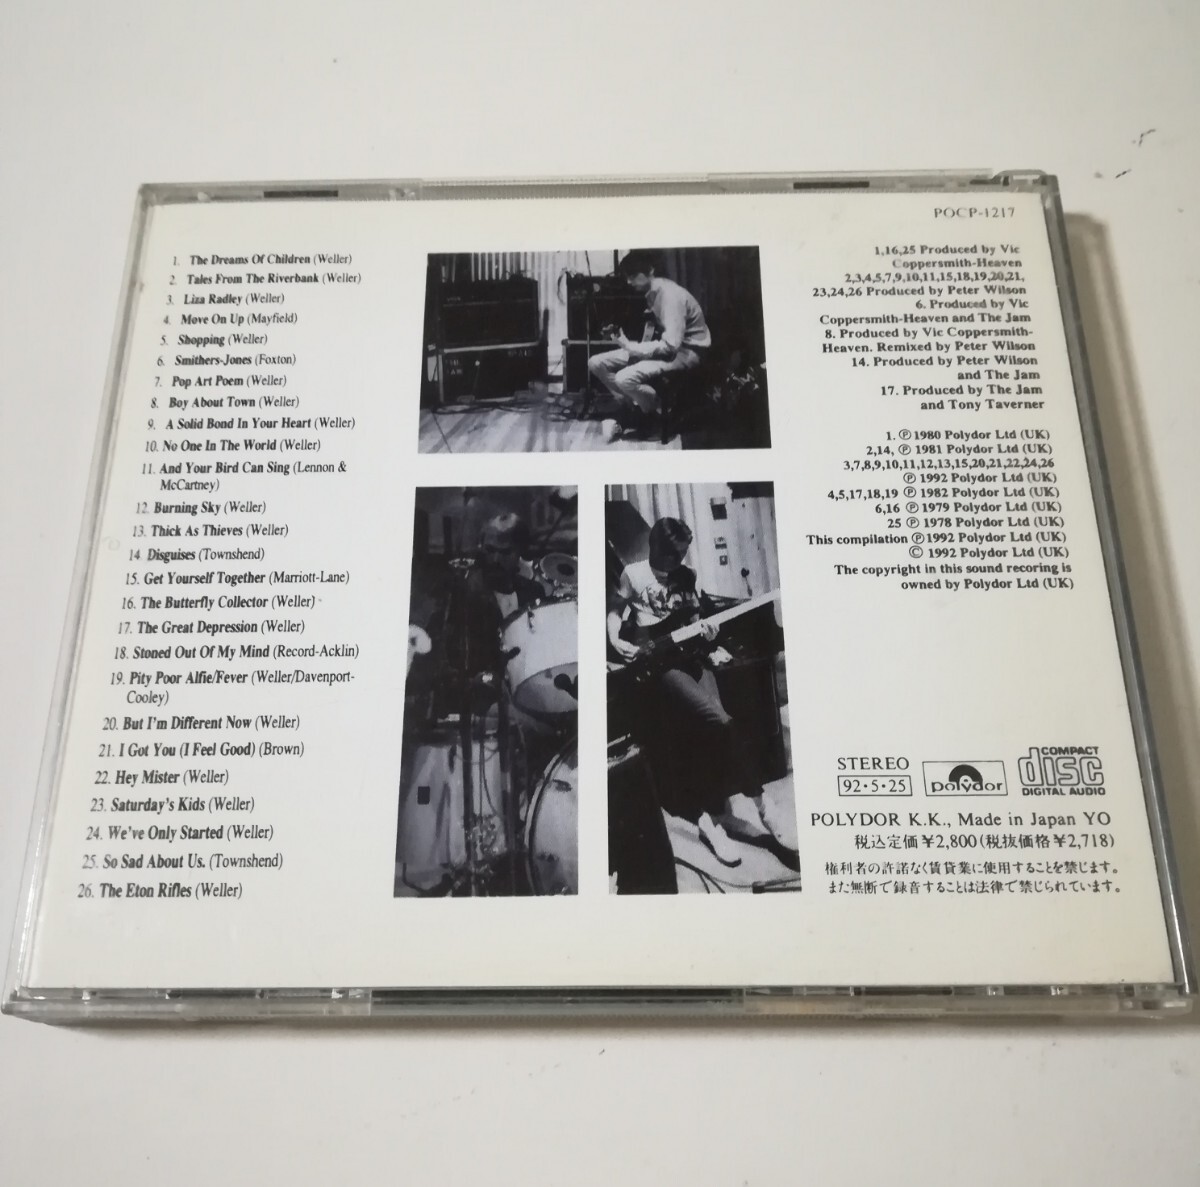 POCP-1217
1. The Dreams Of Children (Weller)
2. Tales From The Riverbank (Weller)
3. Liza Radley (Weller)
4. Move On Up (Mayfield)
5. Shopping (Weller)
6. Smithers-Jones (Foxton)
7. Pop Art Poem (Weller)
8. Boy About Town (Weller)
9. A Solid Bond In Your Heart (Weller)
10. No One In The World (Weller)
11. And Your Bird Can Sing (Lennon &
McCartney)
12. Burning Sky (Weller)
13. Thick As Thieves (Weller)
14 Disguises (Townshend)
15. Get Yourself Together (Marriott-Lane)
16. The Butterfly Collector (Weller)
17. The Great Depression (Weller)
18. Stoned Out Of My Mind (Record-Acklin)
19. Pity Poor Alfie/Fever (Weller/Davenport-
Cooley)
20. But I'm Different Now (Weller)
21. I Got You (I Feel Good) (Brown)
22. Hey Mister (Weller)
23. Saturday's Kids (Weller)
24. We've Only Started (Weller)
25. So Sad About Us. (Townshend)
26. The Eton Rifles (Weller)
1,16,25 Produced by Vic
Coppersmith-Heaven
2,3,4,5,7,9,10,11,15,18,19,20,21,
23,24,26 Produced by Peter Wilson
6. Produced by Vic
Coppersmith-Heaven and The Jam
8. Produced by Vic Coppersmith-
Heaven. Remixed by Peter Wilson
14. Produced by Peter Wilson
and The Jam
17. Produced by The Jam
and Tony Taverner
1. ℗ 1980 Polydor Ltd (UK)
2,14, ℗ 1981 Polydor Ltd (UK)
3,7,8,9,10,11,12,13,15,20,21,22,24,26
℗ 1992 Polydor Ltd (UK)
4,5,17,18,19 ℗ 1982 Polydor Ltd (UK)
6,16 ℗ 1979 Polydor Ltd (UK)
25 ℗ 1978 Polydor Ltd (UK)
This compilation ℗1992 Polydor Ltd (UK)
© 1992 Polydor Ltd (UK)
The copyright in this sound recoring is
owned by Polydor Ltd (UK)
STEREO
92·5·25
polydor
COMPACT
disc
DIGITAL AUDIO
POLYDOR K.K., Made in Japan YO
税込定価¥2,800(税抜価格¥2,718)
権利者の許諾なく賃貸業に使用することを禁じます。
また無断で録音することは法律で禁じられています。